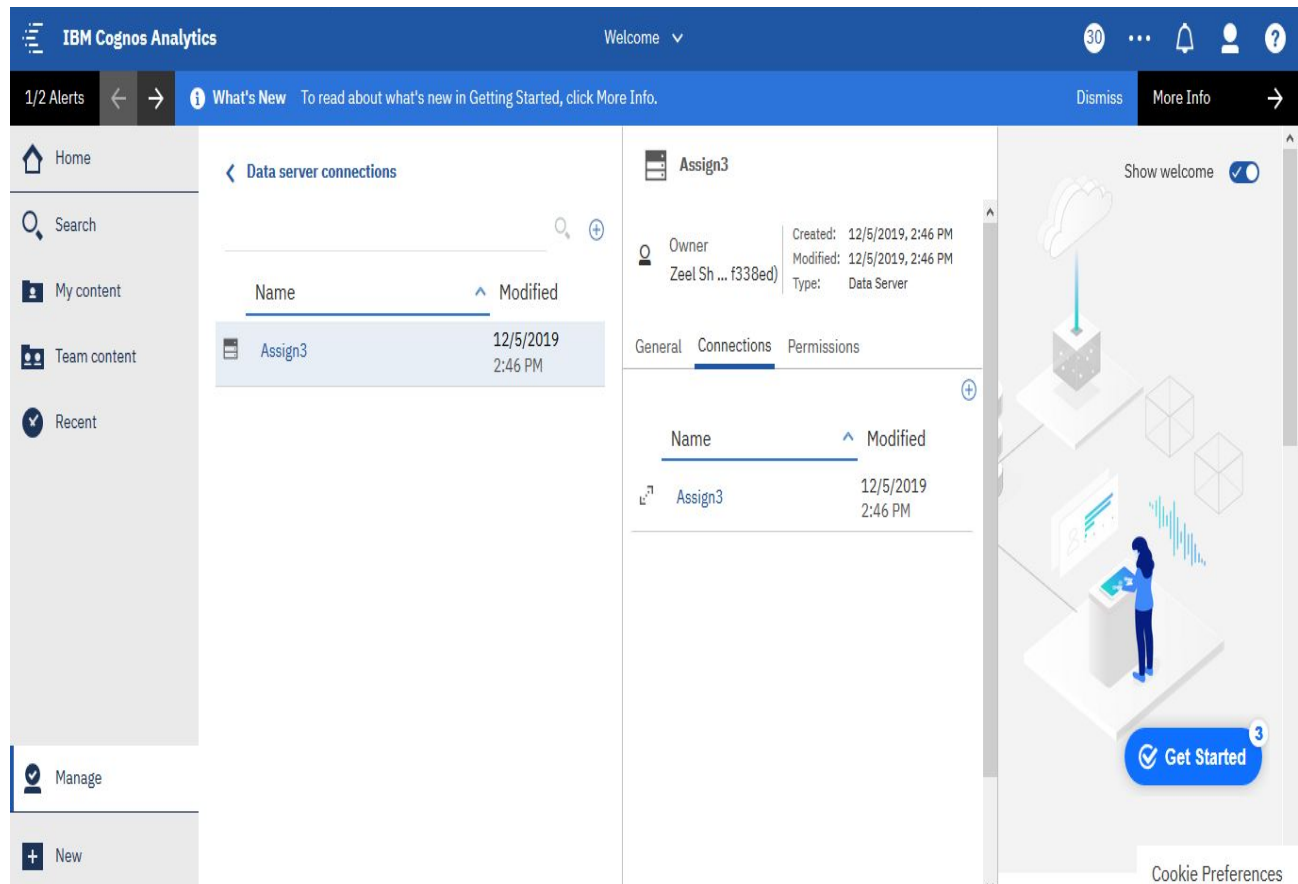 IBM Cognos Analytics
Welcome
30
1/2 Alerts
What's New To read about what's new in Getting Started, click More Info.
Dismiss
More Info
Home
Search
My content
Team content
Recent
Manage
New
Data server connections
Name Modified
Assign3 12/5/2019
2:46 PM
Assign3
Owner
Zeel Sh ... f338ed)
Created: 12/5/2019, 2:46 PM
Modified: 12/5/2019, 2:46 PM
Type: Data Server
General Connections Permissions
Name Modified
Assign3 12/5/2019
2:46 PM
Show welcome
3
Get Started
Cookie Preferences